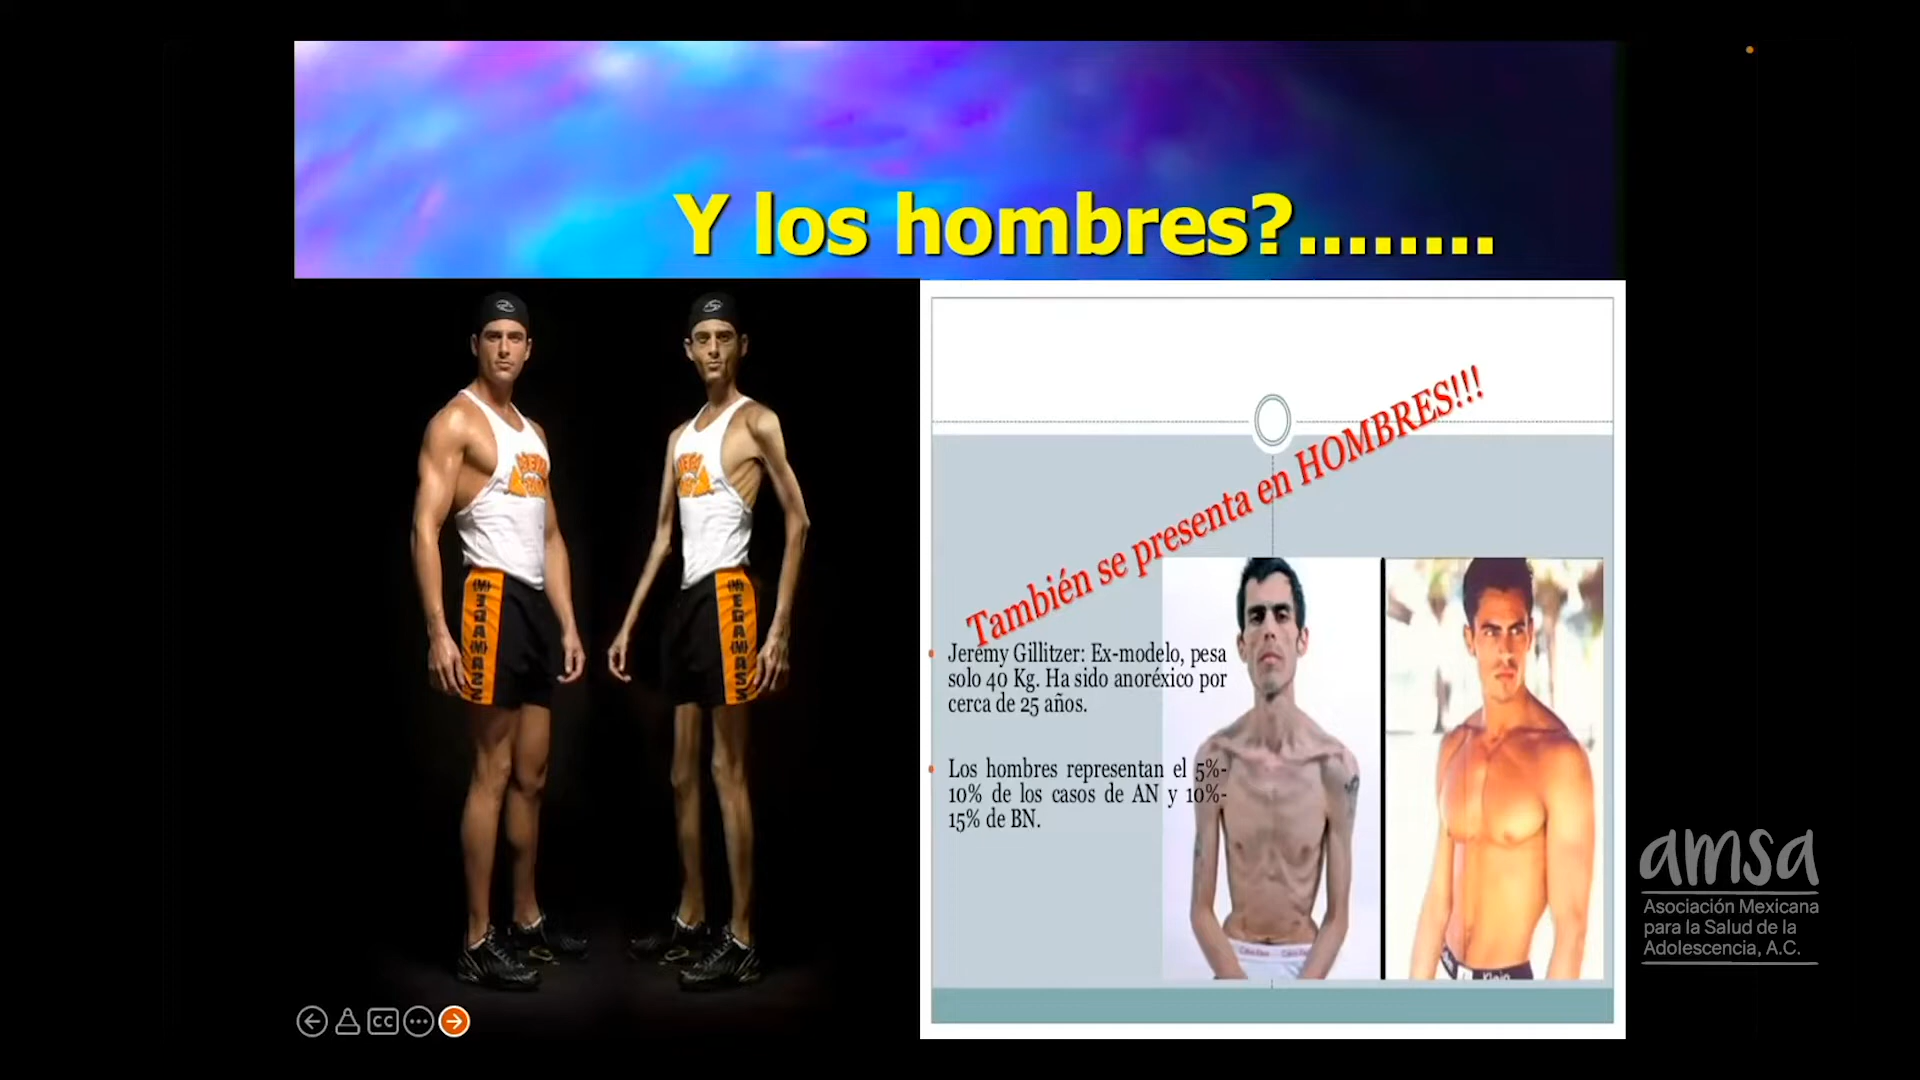 Y los hombres?........
También se presenta en HOMBRES!!!
Jeremy Gillitzer: Ex-modelo, pesa
solo 40 Kg. Ha sido anoréxico por
cerca de 25 años.
Los hombres representan el 5%-
10% de los casos de AN y 10%-
15% de BN.
amsa
Asociación Mexicana
para la Salud de la
Adolescencia, A.C.
CC